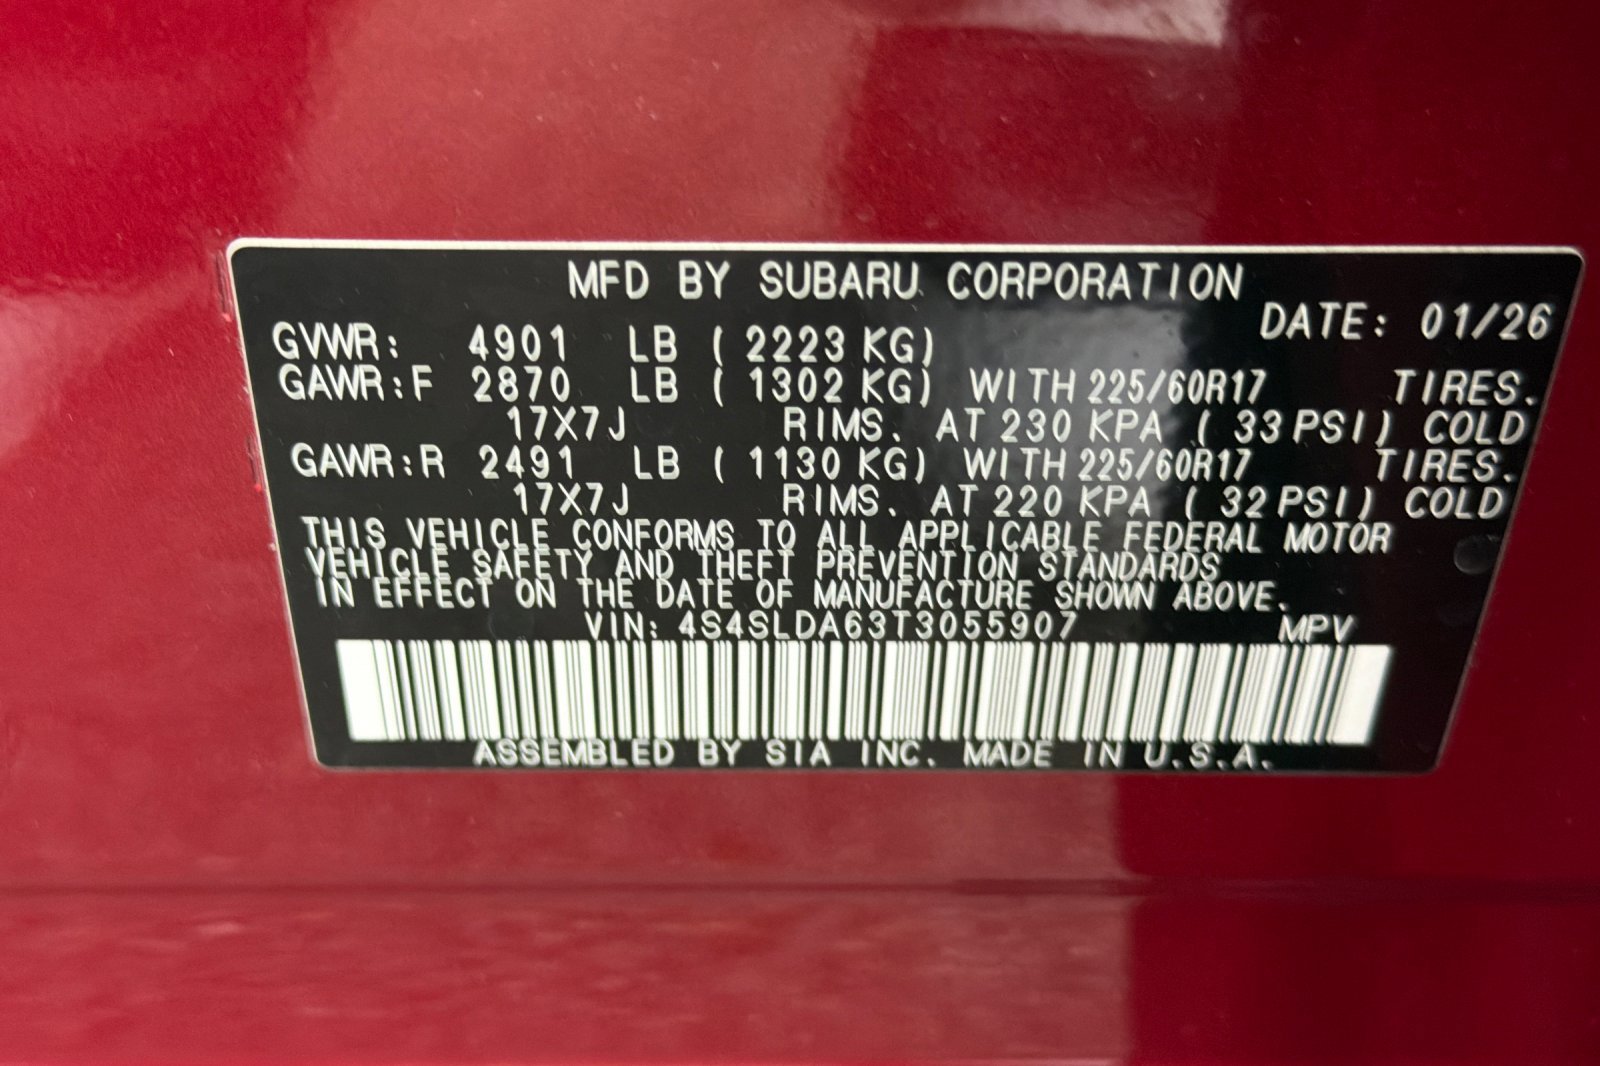 MFD BY SUBARU CORPORATION
DATE: 01/26
GVWR: 4901 LB ( 2223 KG)
GAWR:F 2870 LB ( 1302 KG) WITH 225/60R17 TIRES.
17X7J RIMS. AT 230 KPA ( 33 PSI) COLD
GAWR:R 2491 LB ( 1130 KG) WITH 225/60R17 TIRES.
17X7J RIMS. AT 220 KPA ( 32 PSI) COLD
THIS VEHICLE CONFORMS TO ALL APPLICABLE FEDERAL MOTOR
VEHICLE SAFETY AND THEFT PREVENTION STANDARDS
IN EFFECT ON THE DATE OF MANUFACTURE SHOWN ABOVE.
VIN: 4S4SLDA63T3055907 MPV
ASSEMBLED BY SIA INC. MADE IN U.S.A.